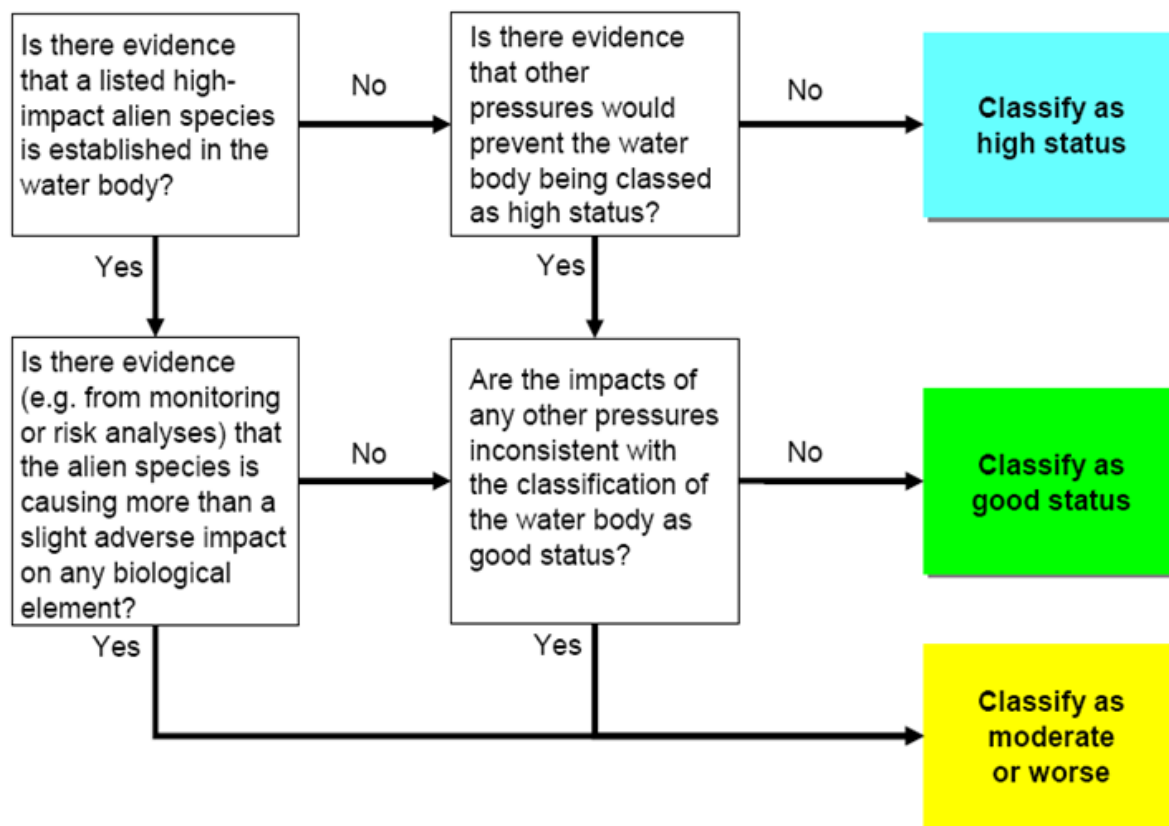 Is there evidence
that a listed high-
impact alien species
is established in the
water body?
No
Is there evidence
that other
pressures would
prevent the water
body being classed
as high status?
No
Classify as
high status
Yes
Yes
Is there evidence
(e.g. from monitoring
or risk analyses) that
the alien species is
causing more than a
slight adverse impact
on any biological
element?
No
Are the impacts of
any other pressures
inconsistent with
the classification of
the water body as
good status?
No
Classify as
good status
Yes
Yes
Classify as
moderate
or worse